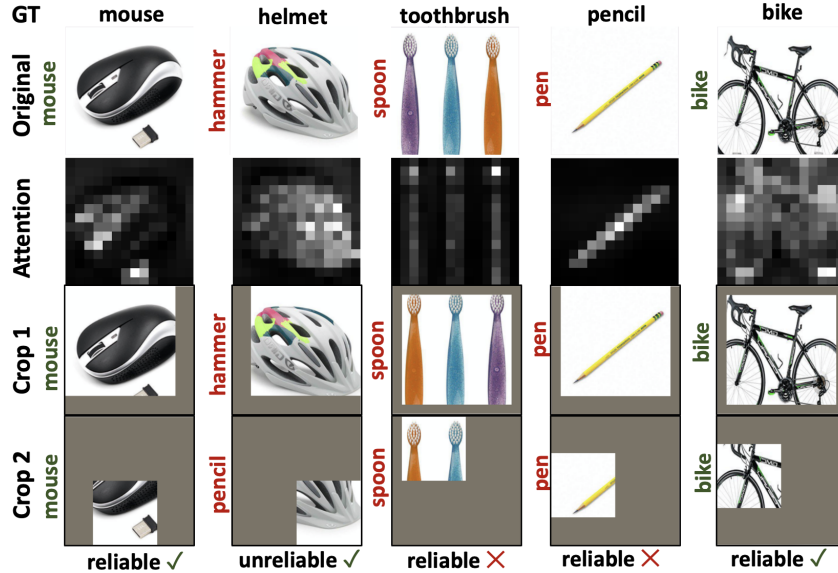 GT mouse helmet toothbrush pencil bike
Original mouse hammer spoon pen bike
Attention
Crop 1 mouse hammer spoon pen bike
Crop 2 mouse pencil spoon pen bike
reliable ✓ unreliable ✓ reliable ✕ reliable ✕ reliable ✓